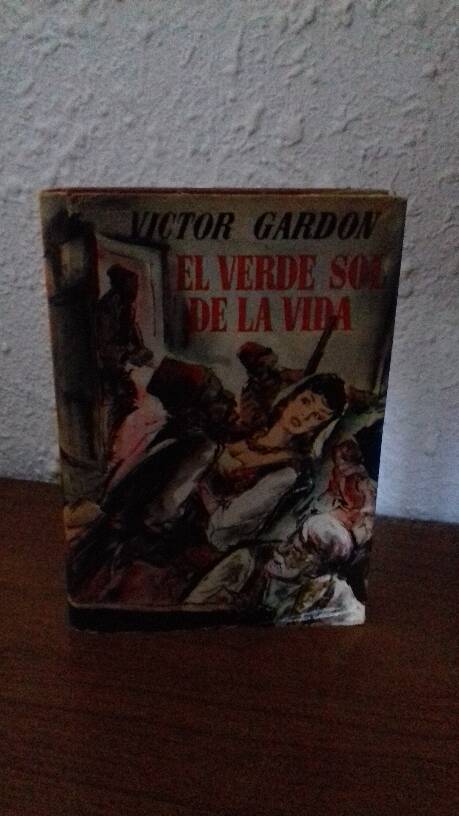 VICTOR GARDON
EL VERDE SOL
DE LA VIDA